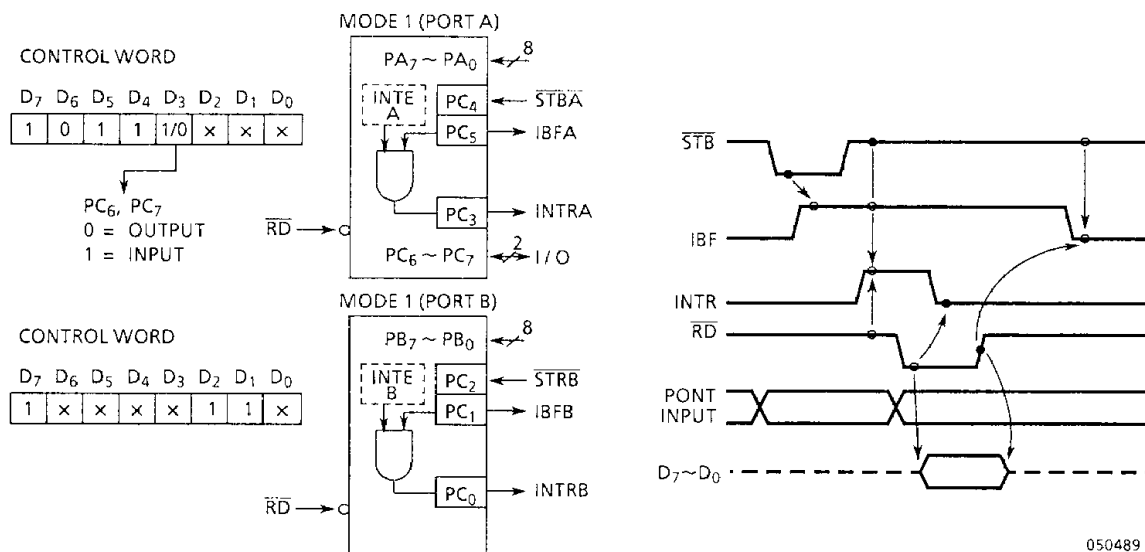 MODE 1 (PORT A)
CONTROL WORD
D7 D6 D5 D4 D3 D2 D1 D0
1 0 1 1 1/0 × × ×
PC6, PC7
0 = OUTPUT
1 = INPUT
PA7 ~ PA0
8
INTE
A
PC4
STBA
PC5
IBFA
PC3
INTRA
RD
PC6 ~ PC7
2
I/O
MODE 1 (PORT B)
CONTROL WORD
D7 D6 D5 D4 D3 D2 D1 D0
1 × × × × 1 1 ×
PB7 ~ PB0
8
INTE
B
PC2
STRB
PC1
IBFB
PC0
INTRB
RD
STB
IBF
INTR
RD
PONT
INPUT
D7~D0
050489